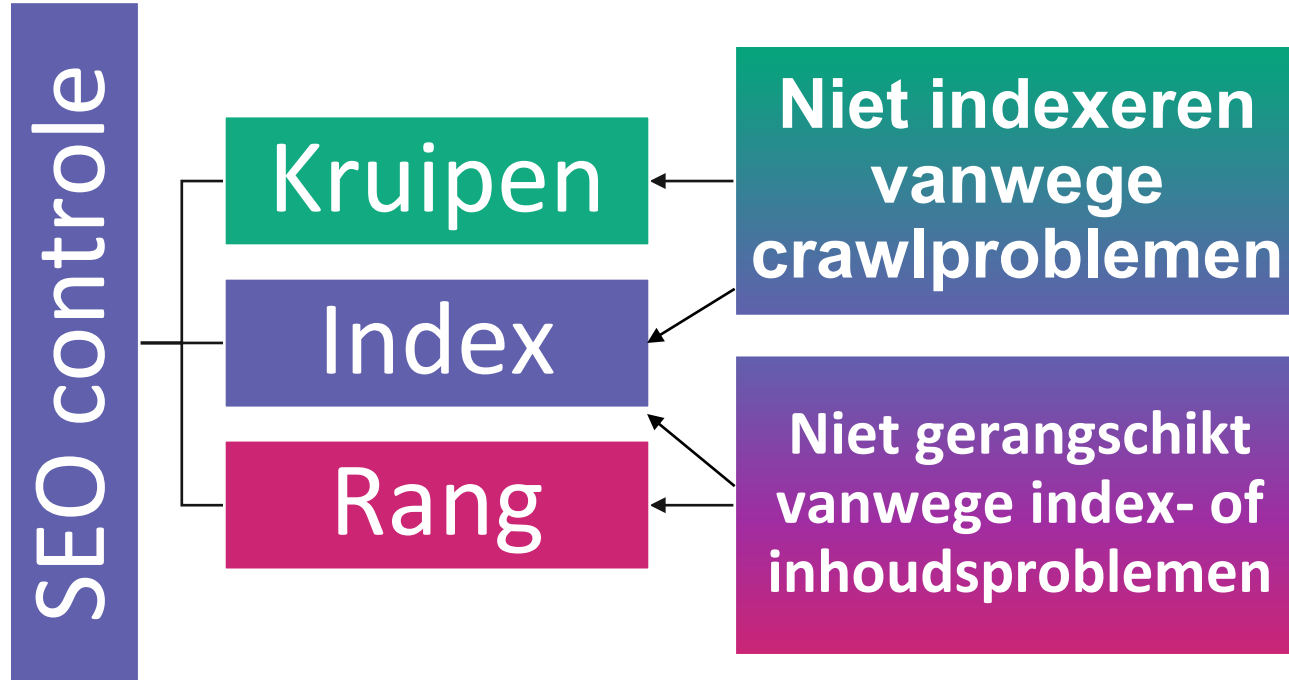 SEO controle
Kruipen
Index
Rang
Niet indexeren
vanwege
crawlproblemen
Niet gerangschikt
vanwege index- of
inhoudsproblemen